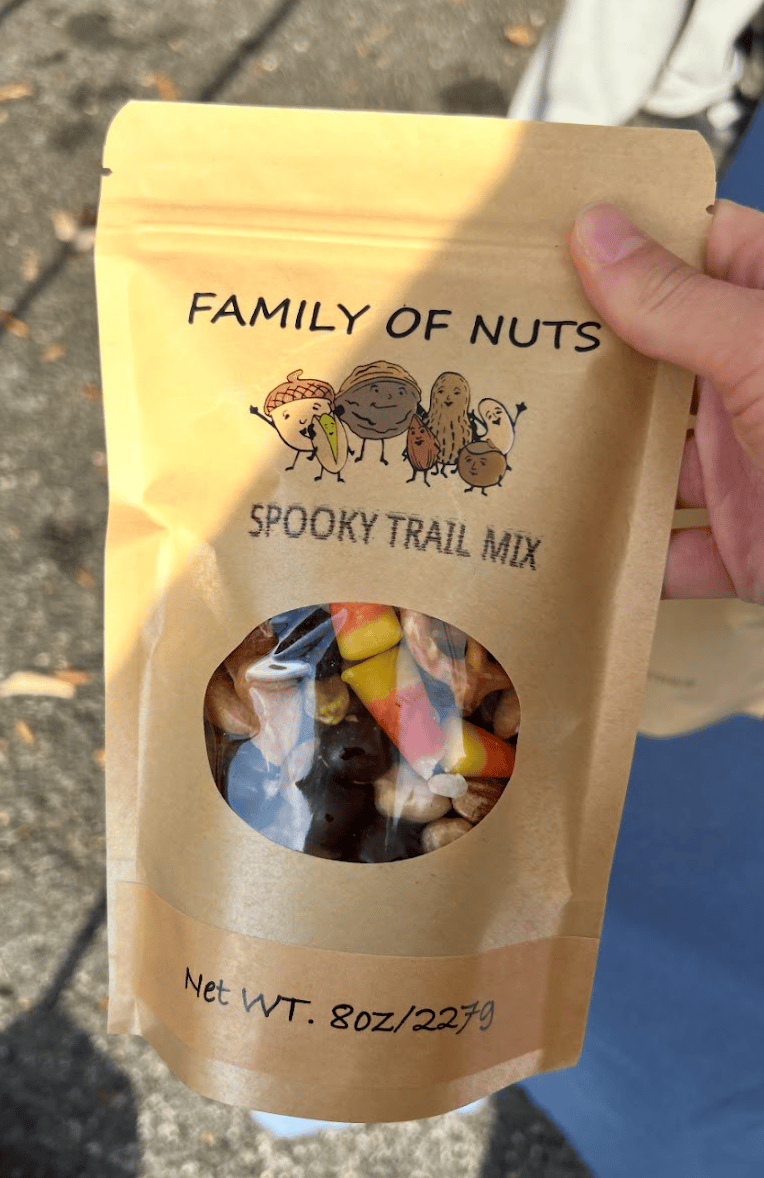 FAMILY OF NUTS
SPOOKY TRAIL MIX
Net WT. 8oz/227g